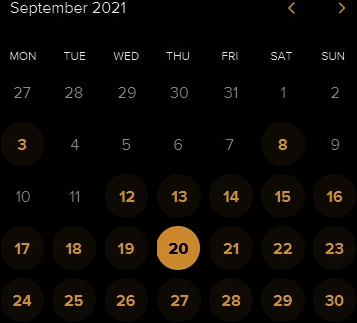 September 2021
MON TUE WED THU FRI SAT SUN
27 28 29 30 31 1 2
3 4 5 6 7 8 9
10 11 12 13 14 15 16
17 18 19 20 21 22 23
24 25 26 27 28 29 30